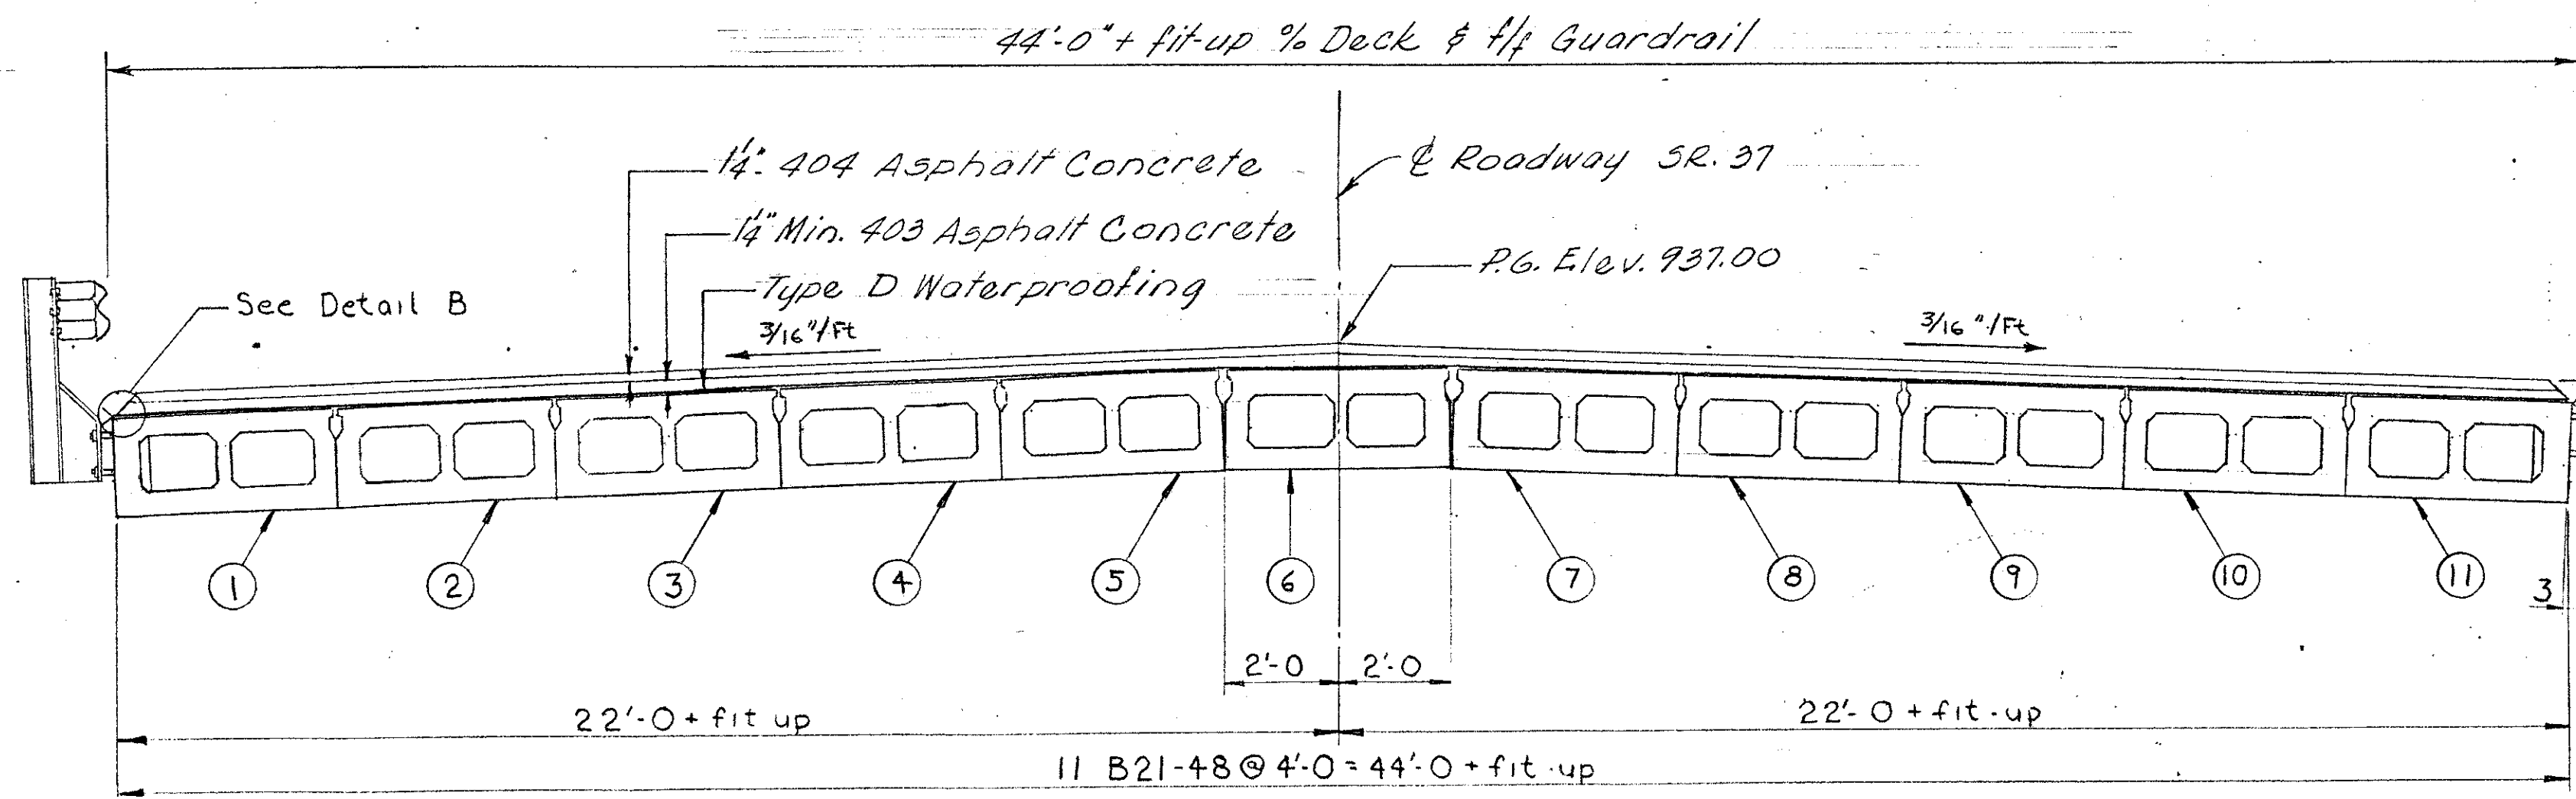 44'-0"+ fit-up % Deck & f/f Guardrail
1¼" 404 Asphalt Concrete
℄ Roadway SR. 37
1¼" Min. 403 Asphalt Concrete
P.G. Elev. 937.00
Type D Waterproofing
See Detail B
3/16"/Ft
3/16"/Ft
1
2
3
4
5
6
7
8
9
10
11
3
2'-0
2'-0
22'-0 + fit up
22'-0 + fit-up
11 B21-48 @ 4'-0 = 44'-0 + fit-up